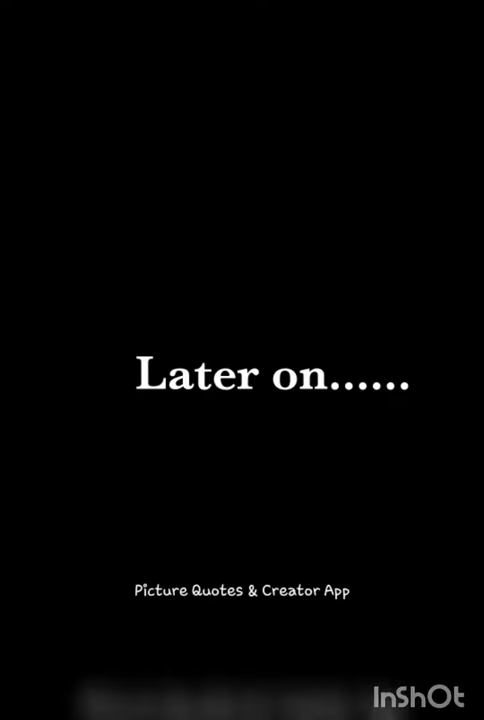 Later on......
Picture Quotes & Creator App
InShOt